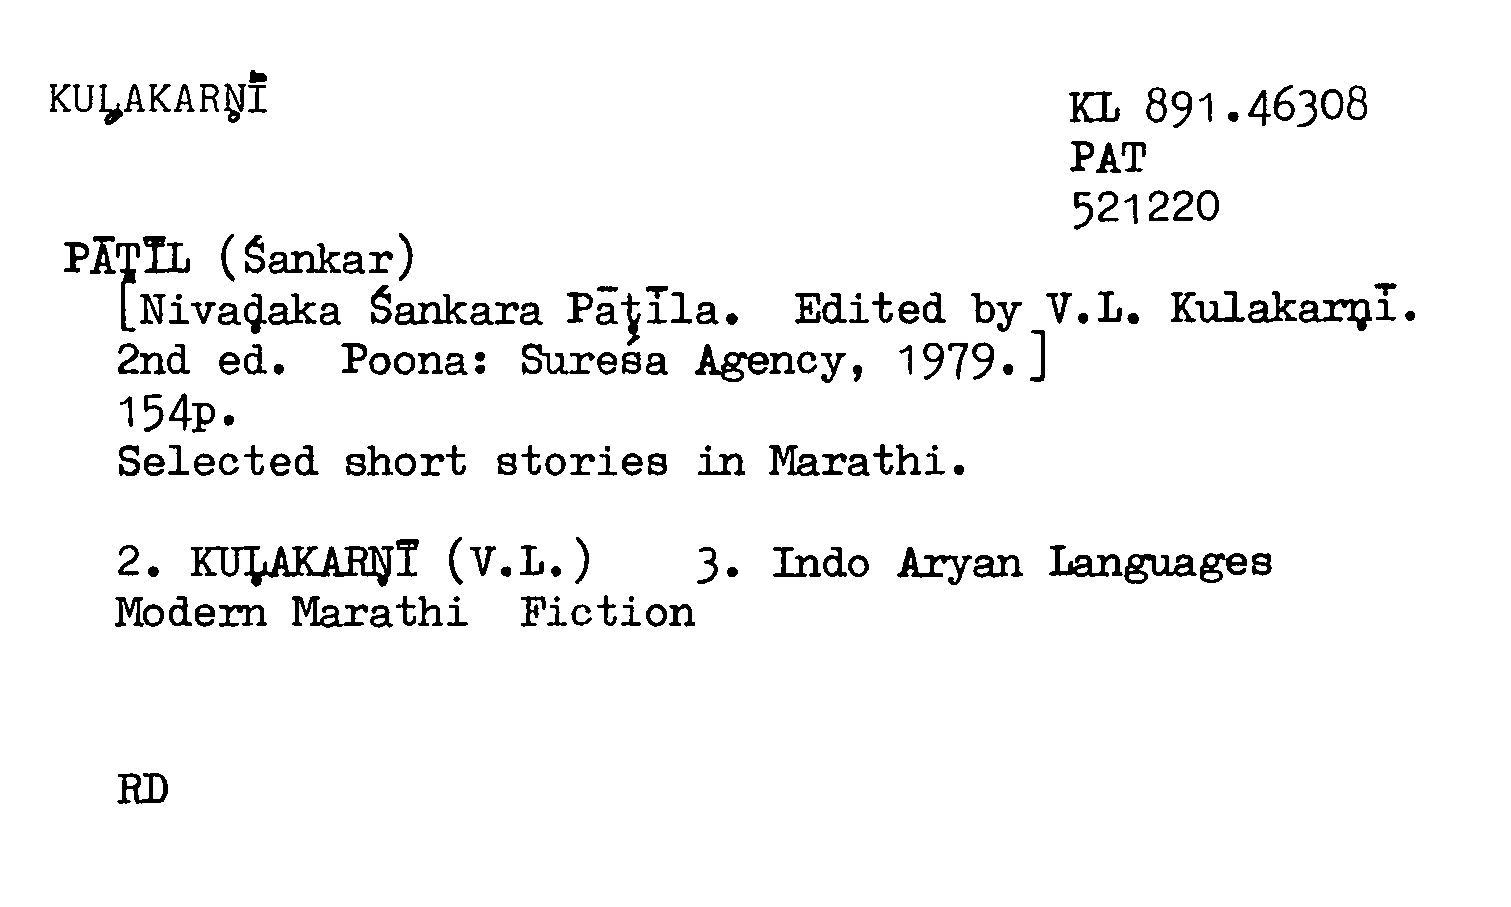 KUḶAKARṆĪ
KL 891.46308
PAT
521220
PĀṬĪL (Śankar)
[Nivaḍaka Śankara Pāṭīla. Edited by V.L. Kulakarṇī.
2nd ed. Poona: Sureśa Agency, 1979.]
154p.
Selected short stories in Marathi.
2. KUḶAKARṆĪ (V.L.) 3. Indo Aryan Languages
Modern Marathi Fiction
RD